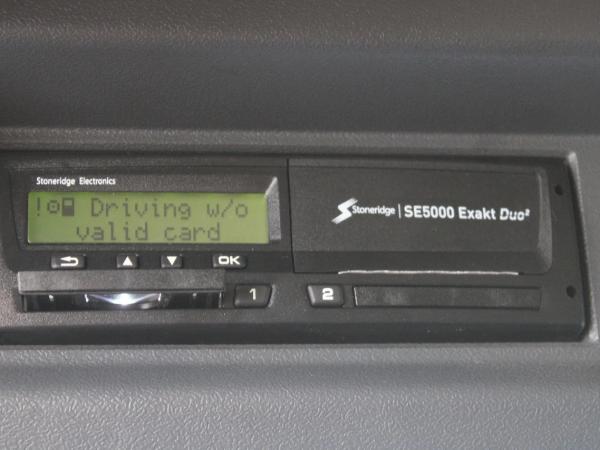 Stoneridge Electronics
! Driving w/o
valid card
OK
1
2
Stoneridge | SE5000 Exakt Duo²